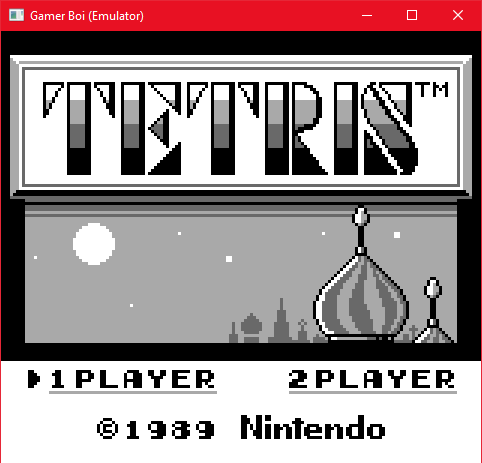 Gamer Boi (Emulator)
TETRIS™
1PLAYER 2PLAYER
©1989 Nintendo